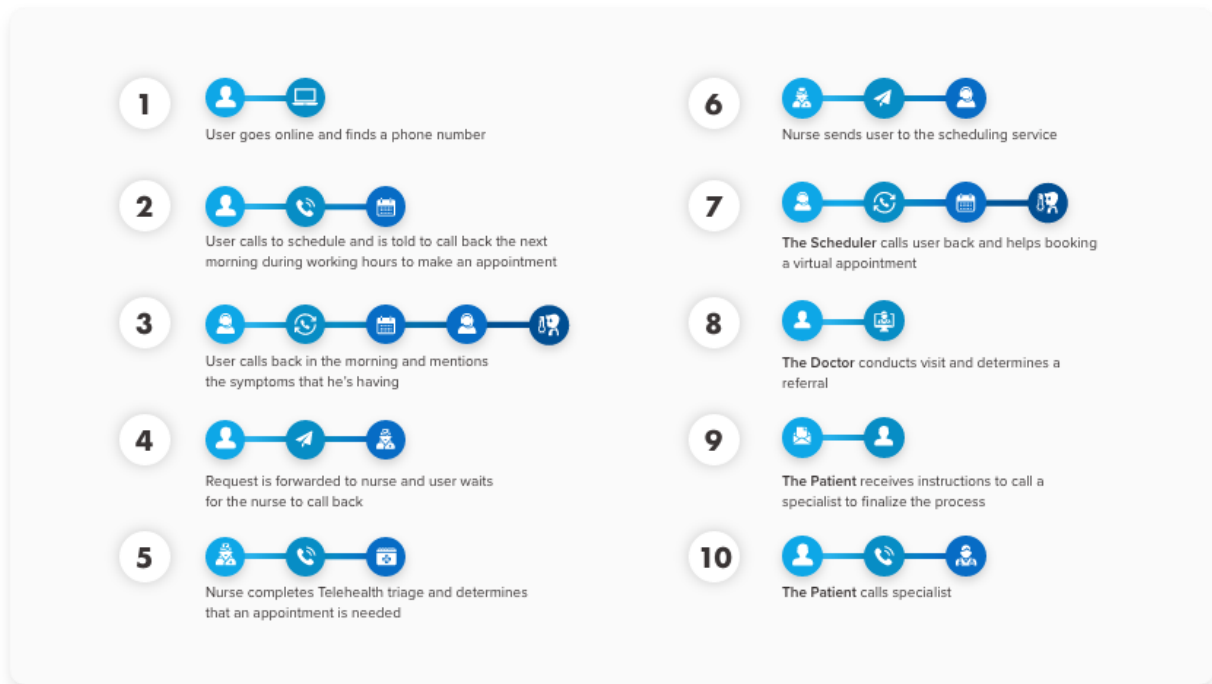 1
User goes online and finds a phone number
2
User calls to schedule and is told to call back the next
morning during working hours to make an appointment
3
User calls back in the morning and mentions
the symptoms that he's having
4
Request is forwarded to nurse and user waits
for the nurse to call back
5
Nurse completes Telehealth triage and determines
that an appointment is needed
6
Nurse sends user to the scheduling service
7
The Scheduler calls user back and helps booking
a virtual appointment
8
The Doctor conducts visit and determines a
referral
9
The Patient receives instructions to call a
specialist to finalize the process
10
The Patient calls specialist